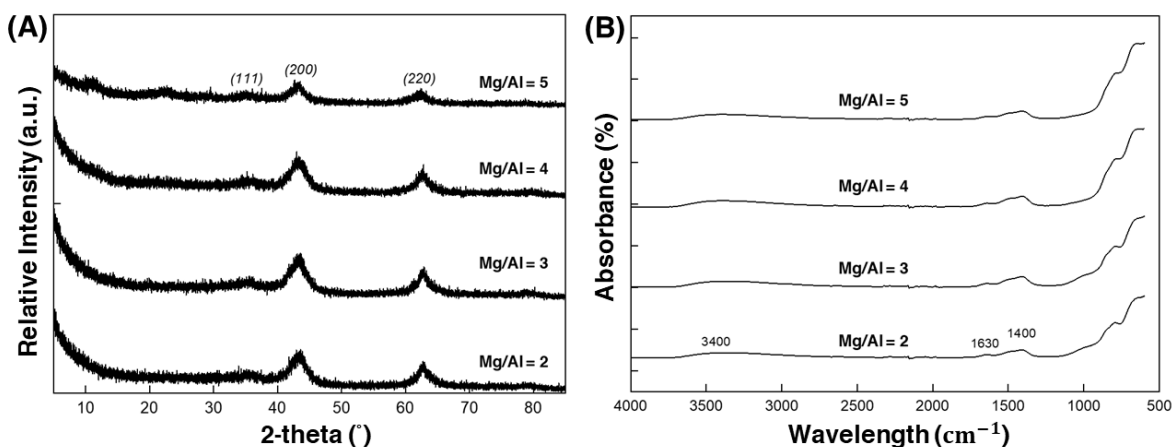 (A)
Relative Intensity (a.u.)
(111)
(200)
(220)
Mg/Al = 5
Mg/Al = 4
Mg/Al = 3
Mg/Al = 2
10 20 30 40 50 60 70 80
2-theta (°)
(B)
Absorbance (%)
Mg/Al = 5
Mg/Al = 4
Mg/Al = 3
Mg/Al = 2
3400
1630
1400
4000 3500 3000 2500 2000 1500 1000 500
Wavelength (cm⁻¹)